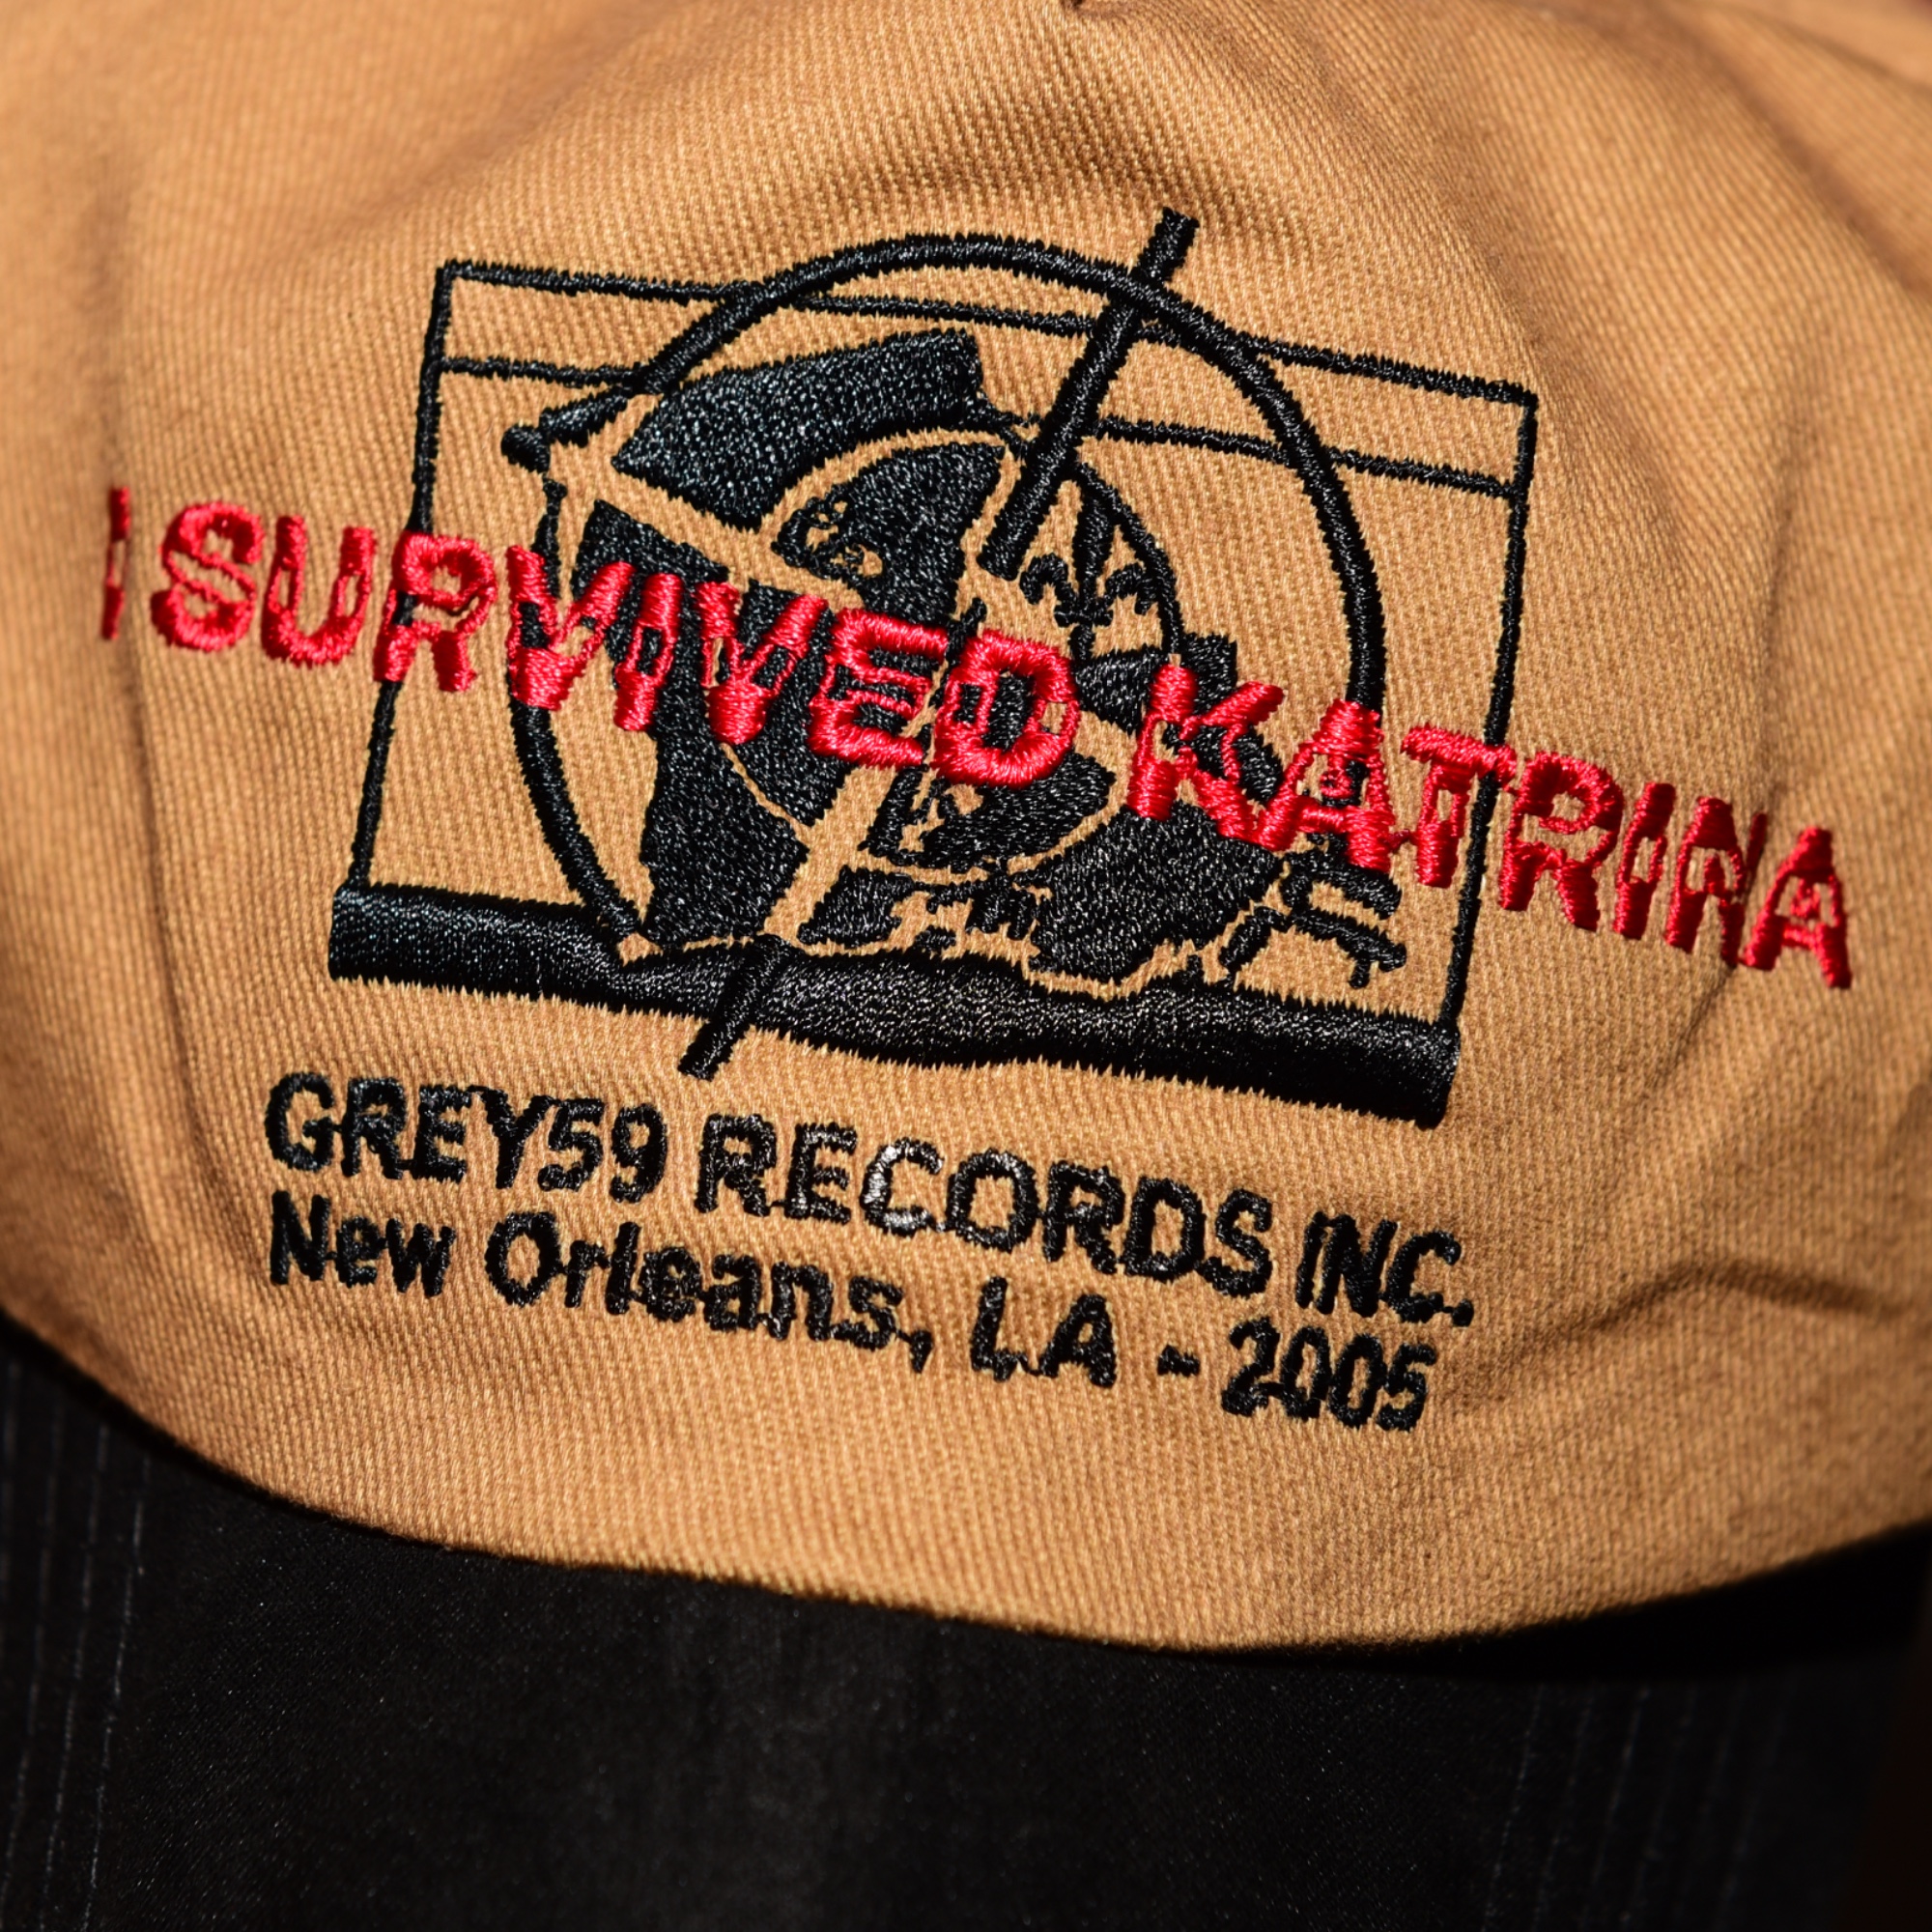 I SURVIVED KATRINA
GREY59 RECORDS INC.
New Orleans, LA - 2005